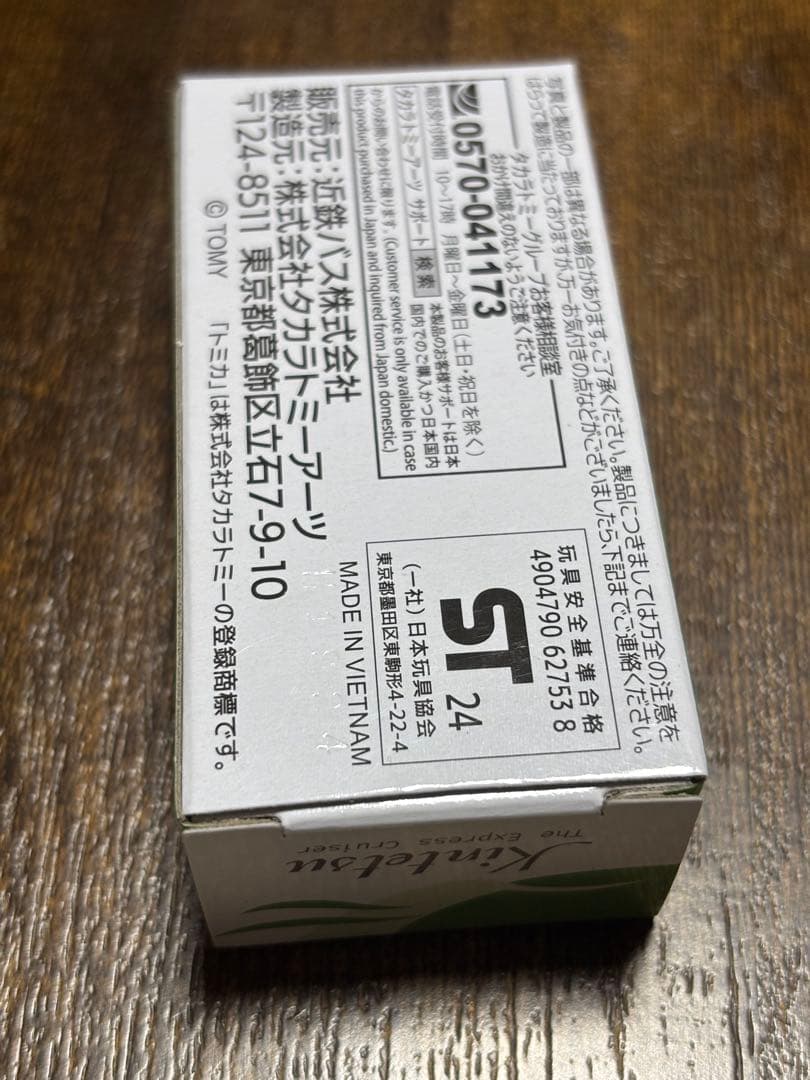 写真と製品の一部は異なる場合があります。ご了承ください。製品につきましては万全の注意を
はらって製造に当たっておりますが、万一お気付きの点などがございましたら、下記までご連絡ください。
タカラトミーグループお客様相談室
おかけ間違えのないようご注意ください
0570-041173
電話受付時間 10～17時 月曜日～金曜日(土日・祝日を除く)
タカラトミーアーツ サポート 検索
本製品のお客様サポートは日本
国内でのご購入かつ日本国内
からのお問い合わせに限ります。(Customer service is only available in case
this product purchased in Japan and inquired from Japan domestic.)
販売元：近鉄バス株式会社
製造元：株式会社タカラトミーアーツ
〒124-8511 東京都葛飾区立石7-9-10
© TOMY 「トミカ」は株式会社タカラトミーの登録商標です。
玩具安全基準合格
4904790 62753 8
ST 24
(一社)日本玩具協会
東京都墨田区東駒形4-22-4
MADE IN VIETNAM
Kintetsu
The Express Cruiser